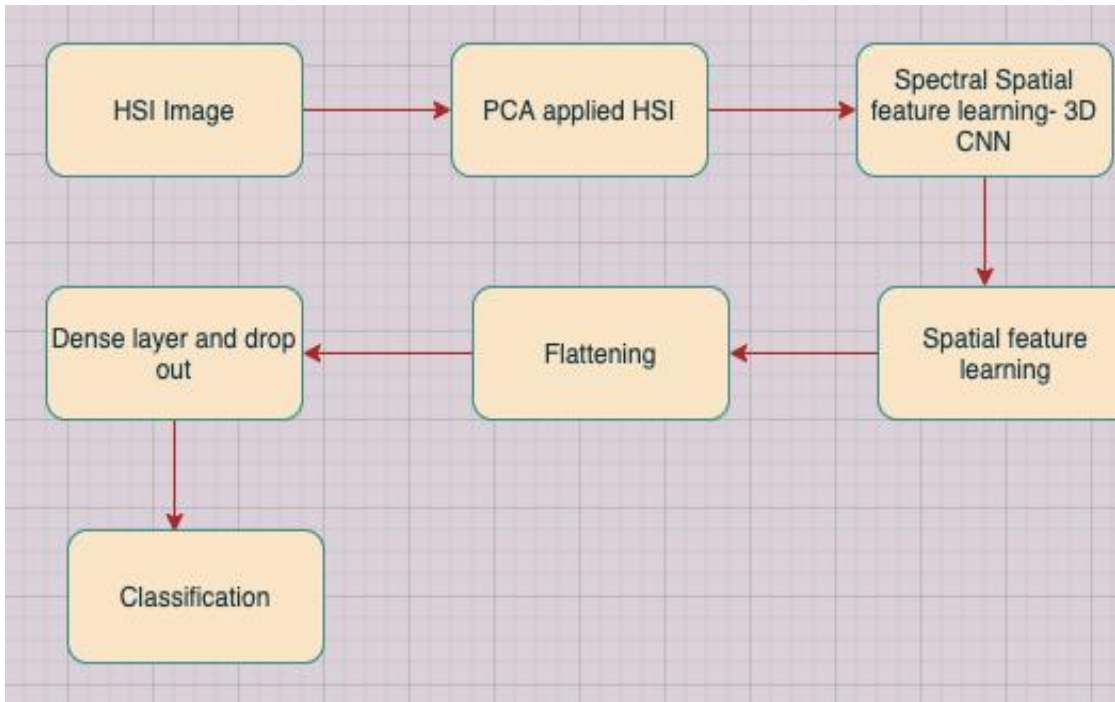 HSI Image
PCA applied HSI
Spectral Spatial
feature learning- 3D
CNN
Spatial feature
learning
Flattening
Dense layer and drop
out
Classification